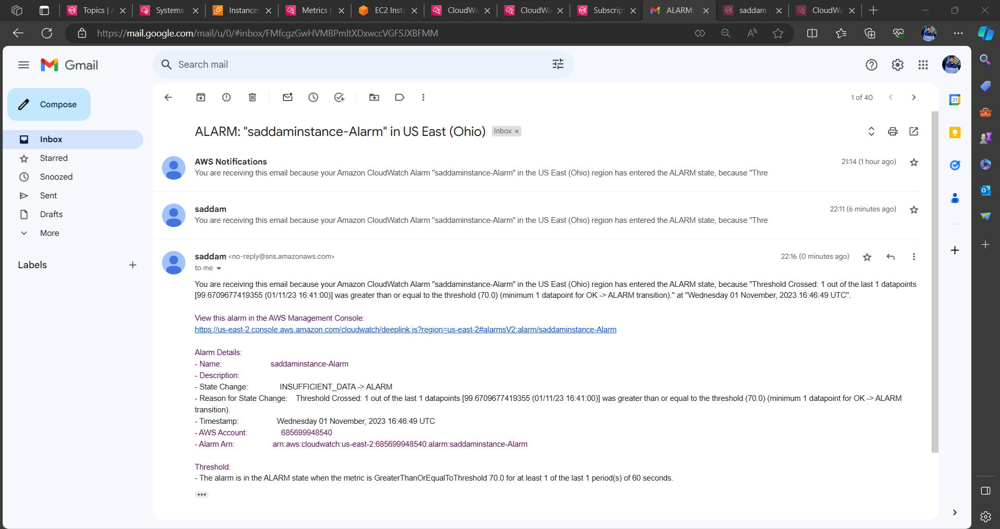 Topics | A
Systems
Instances
Metrics |
EC2 Insta
CloudWa
CloudWa
Subscrip
ALARM:
saddam |
CloudWa
https://mail.google.com/mail/u/0/#inbox/FMfcgzGwHVMBPmltXDxwccVGFSJXBFMM
Gmail
Search mail
Compose
1 of 40
Inbox
Starred
Snoozed
Sent
Drafts
More
Labels
ALARM: "saddaminstance-Alarm" in US East (Ohio) Inbox ×
AWS Notifications 21:14 (1 hour ago)
You are receiving this email because your Amazon CloudWatch Alarm "saddaminstance-Alarm" in the US East (Ohio) region has entered the ALARM state, because "Thre
saddam 22:11 (6 minutes ago)
You are receiving this email because your Amazon CloudWatch Alarm "saddaminstance-Alarm" in the US East (Ohio) region has entered the ALARM state, because "Thre
saddam <no-reply@sns.amazonaws.com> 22:16 (0 minutes ago)
to me
You are receiving this email because your Amazon CloudWatch Alarm "saddaminstance-Alarm" in the US East (Ohio) region has entered the ALARM state, because "Threshold Crossed: 1 out of the last 1 datapoints
[99.6709677419355 (01/11/23 16:41:00)] was greater than or equal to the threshold (70.0) (minimum 1 datapoint for OK -> ALARM transition)." at "Wednesday 01 November, 2023 16:46:49 UTC".
View this alarm in the AWS Management Console:
https://us-east-2.console.aws.amazon.com/cloudwatch/deeplink.js?region=us-east-2#alarmsV2:alarm/saddaminstance-Alarm
Alarm Details:
- Name: saddaminstance-Alarm
- Description:
- State Change: INSUFFICIENT_DATA -> ALARM
- Reason for State Change: Threshold Crossed: 1 out of the last 1 datapoints [99.6709677419355 (01/11/23 16:41:00)] was greater than or equal to the threshold (70.0) (minimum 1 datapoint for OK -> ALARM
transition).
- Timestamp: Wednesday 01 November, 2023 16:46:49 UTC
- AWS Account: 685699948540
- Alarm Arn: arn:aws:cloudwatch:us-east-2:685699948540:alarm:saddaminstance-Alarm
Threshold:
- The alarm is in the ALARM state when the metric is GreaterThanOrEqualToThreshold 70.0 for at least 1 of the last 1 period(s) of 60 seconds.
31